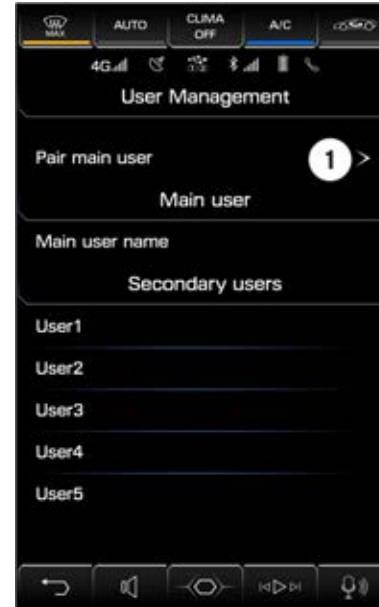 MAX
AUTO
CLIMA
OFF
A/C
4G
User Management
Pair main user
1
Main user
Main user name
Secondary users
User1
User2
User3
User4
User5